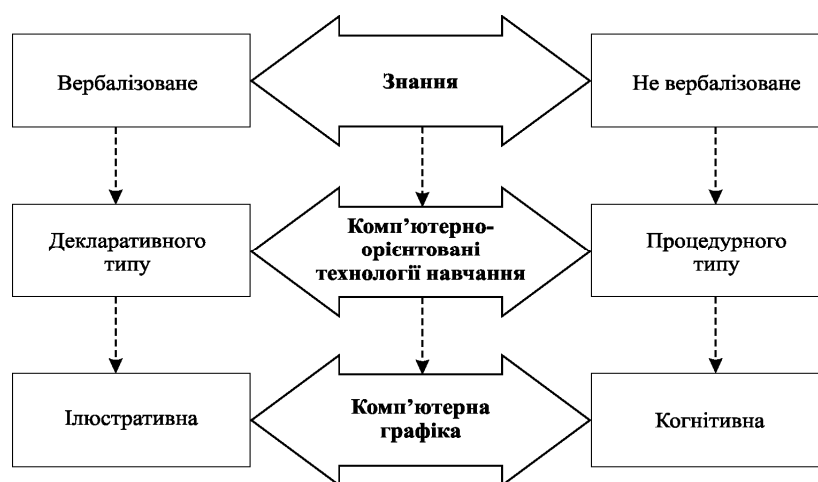 Вербалізоване
Знання
Не вербалізоване
Декларативного
типу
Комп’ютерно-
орієнтовані
технології навчання
Процедурного
типу
Ілюстративна
Комп’ютерна
графіка
Когнітивна